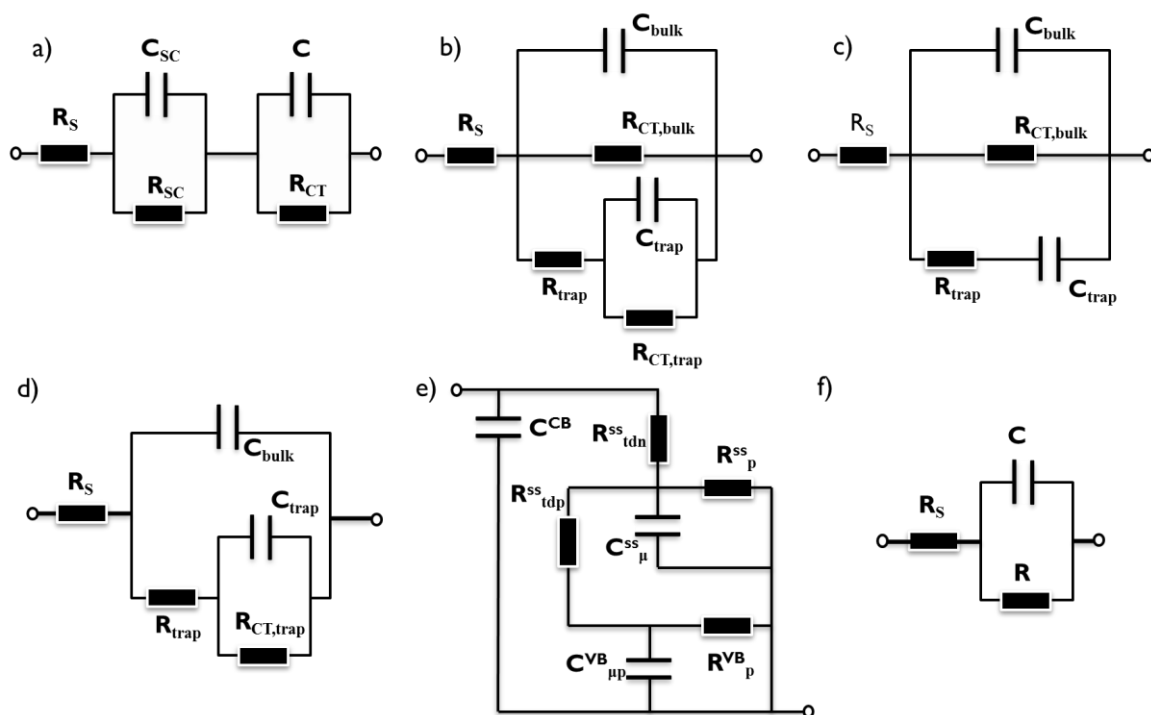 a)
C_SC
C
R_S
R_SC
R_CT
b)
C_bulk
R_S
R_CT,bulk
C_trap
R_trap
R_CT,trap
c)
C_bulk
R_S
R_CT,bulk
R_trap
C_trap
d)
C_bulk
R_S
C_trap
R_trap
R_CT,trap
e)
C^CB
R^ss_tdn
R^ss_p
R^ss_tdp
C^ss_μ
C^VB_μp
R^VB_p
f)
C
R_S
R